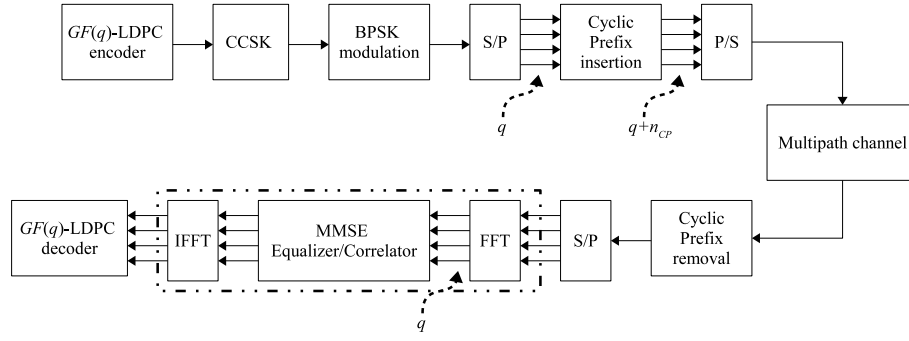 GF(q)-LDPC
encoder
CCSK
BPSK
modulation
S/P
Cyclic
Prefix
insertion
P/S
q
q+n_CP
Multipath channel
GF(q)-LDPC
decoder
IFFT
MMSE
Equalizer/Correlator
FFT
S/P
Cyclic
Prefix
removal
q